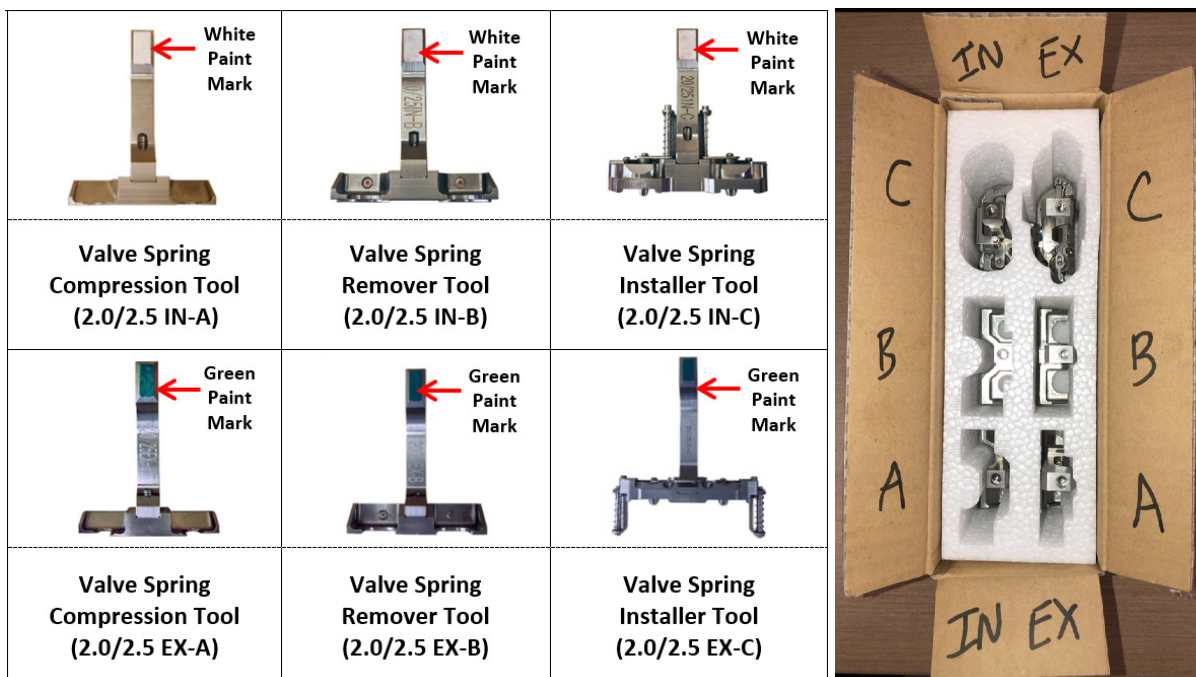 White
Paint
Mark
/25IN-B
White
Paint
Mark
20/25IN-C
White
Paint
Mark
Valve Spring
Compression Tool
(2.0/2.5 IN-A)
Valve Spring
Remover Tool
(2.0/2.5 IN-B)
Valve Spring
Installer Tool
(2.0/2.5 IN-C)
Green
Paint
Mark
Green
Paint
Mark
Green
Paint
Mark
Valve Spring
Compression Tool
(2.0/2.5 EX-A)
Valve Spring
Remover Tool
(2.0/2.5 EX-B)
Valve Spring
Installer Tool
(2.0/2.5 EX-C)
IN EX
C C
B B
A A
IN EX